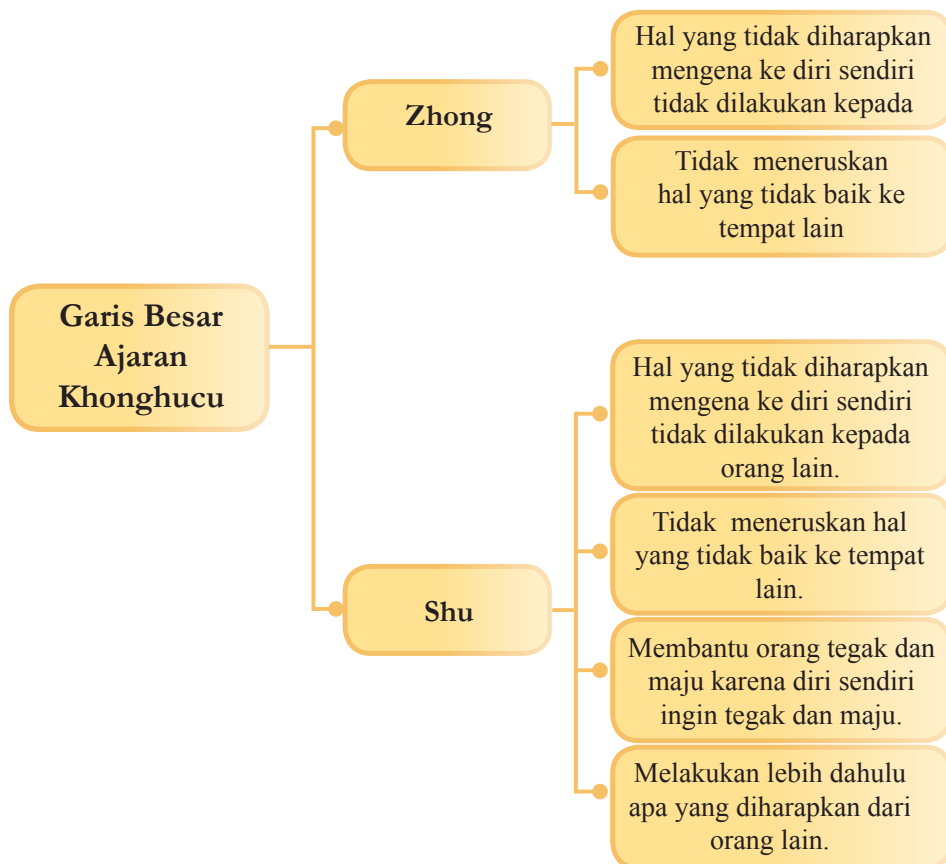 Garis Besar
Ajaran
Khonghucu
Zhong
Hal yang tidak diharapkan
mengena ke diri sendiri
tidak dilakukan kepada
Tidak meneruskan
hal yang tidak baik ke
tempat lain
Shu
Hal yang tidak diharapkan
mengena ke diri sendiri
tidak dilakukan kepada
orang lain.
Tidak meneruskan hal
yang tidak baik ke tempat
lain.
Membantu orang tegak dan
maju karena diri sendiri
ingin tegak dan maju.
Melakukan lebih dahulu
apa yang diharapkan dari
orang lain.